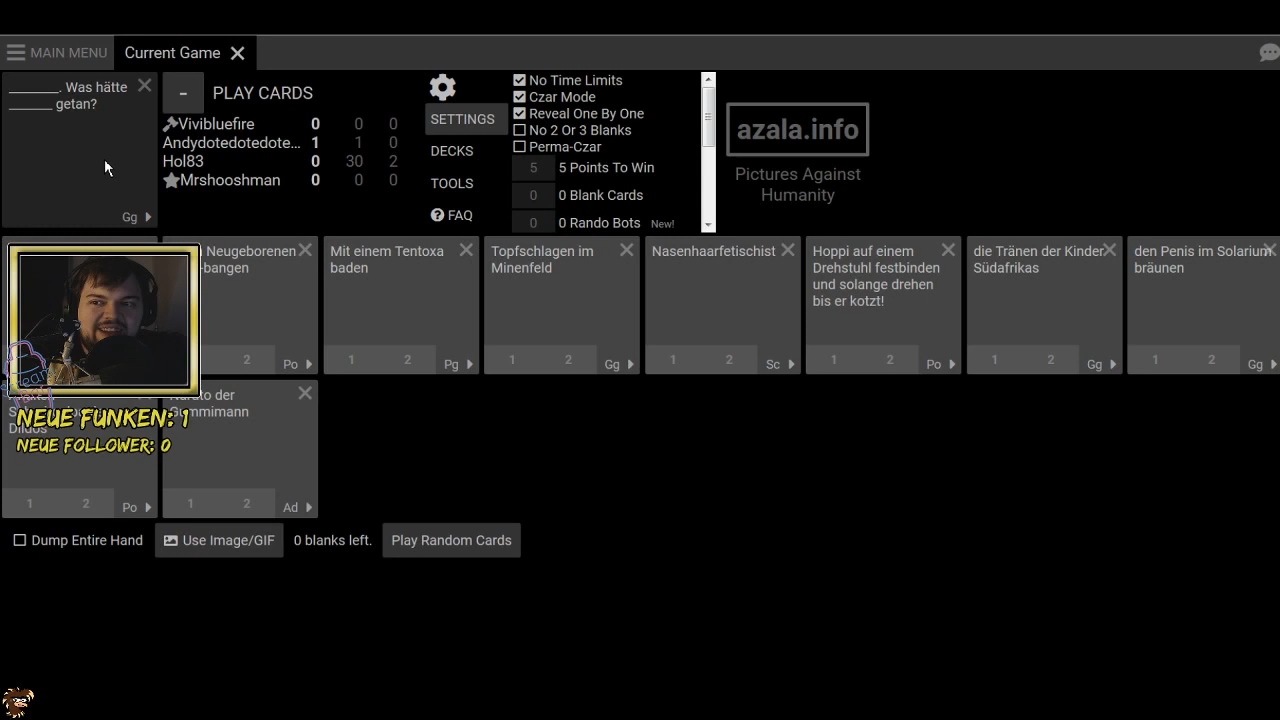 MAIN MENU
Current Game
_______. Was hätte
______ getan?
Gg
-
PLAY CARDS
Vivibluefire 0 0 0
Andydotedotedote... 1 1 0
Hol83 0 30 2
Mrshooshman 0 0 0
SETTINGS
DECKS
TOOLS
FAQ
No Time Limits
Czar Mode
Reveal One By One
No 2 Or 3 Blanks
Perma-Czar
5 5 Points To Win
0 0 Blank Cards
0 0 Rando Bots New!
azala.info
Pictures Against
Humanity
Neugeborenen
-bangen
2 Po
Mit einem Tentoxa
baden
1 2 Pg
Topfschlagen im
Minenfeld
1 2 Gg
Nasenhaarfetischist
1 2 Sc
Hoppi auf einem
Drehstuhl festbinden
und solange drehen
bis er kotzt!
1 2 Po
die Tränen der Kinder
Südafrikas
1 2 Gg
den Penis im Solarium
bräunen
1 2 Gg
Dildos
1 2 Po
der
Gummimann
1 2 Ad
NEUE FUNKEN: 1
NEUE FOLLOWER: 0
Dump Entire Hand
Use Image/GIF
0 blanks left.
Play Random Cards